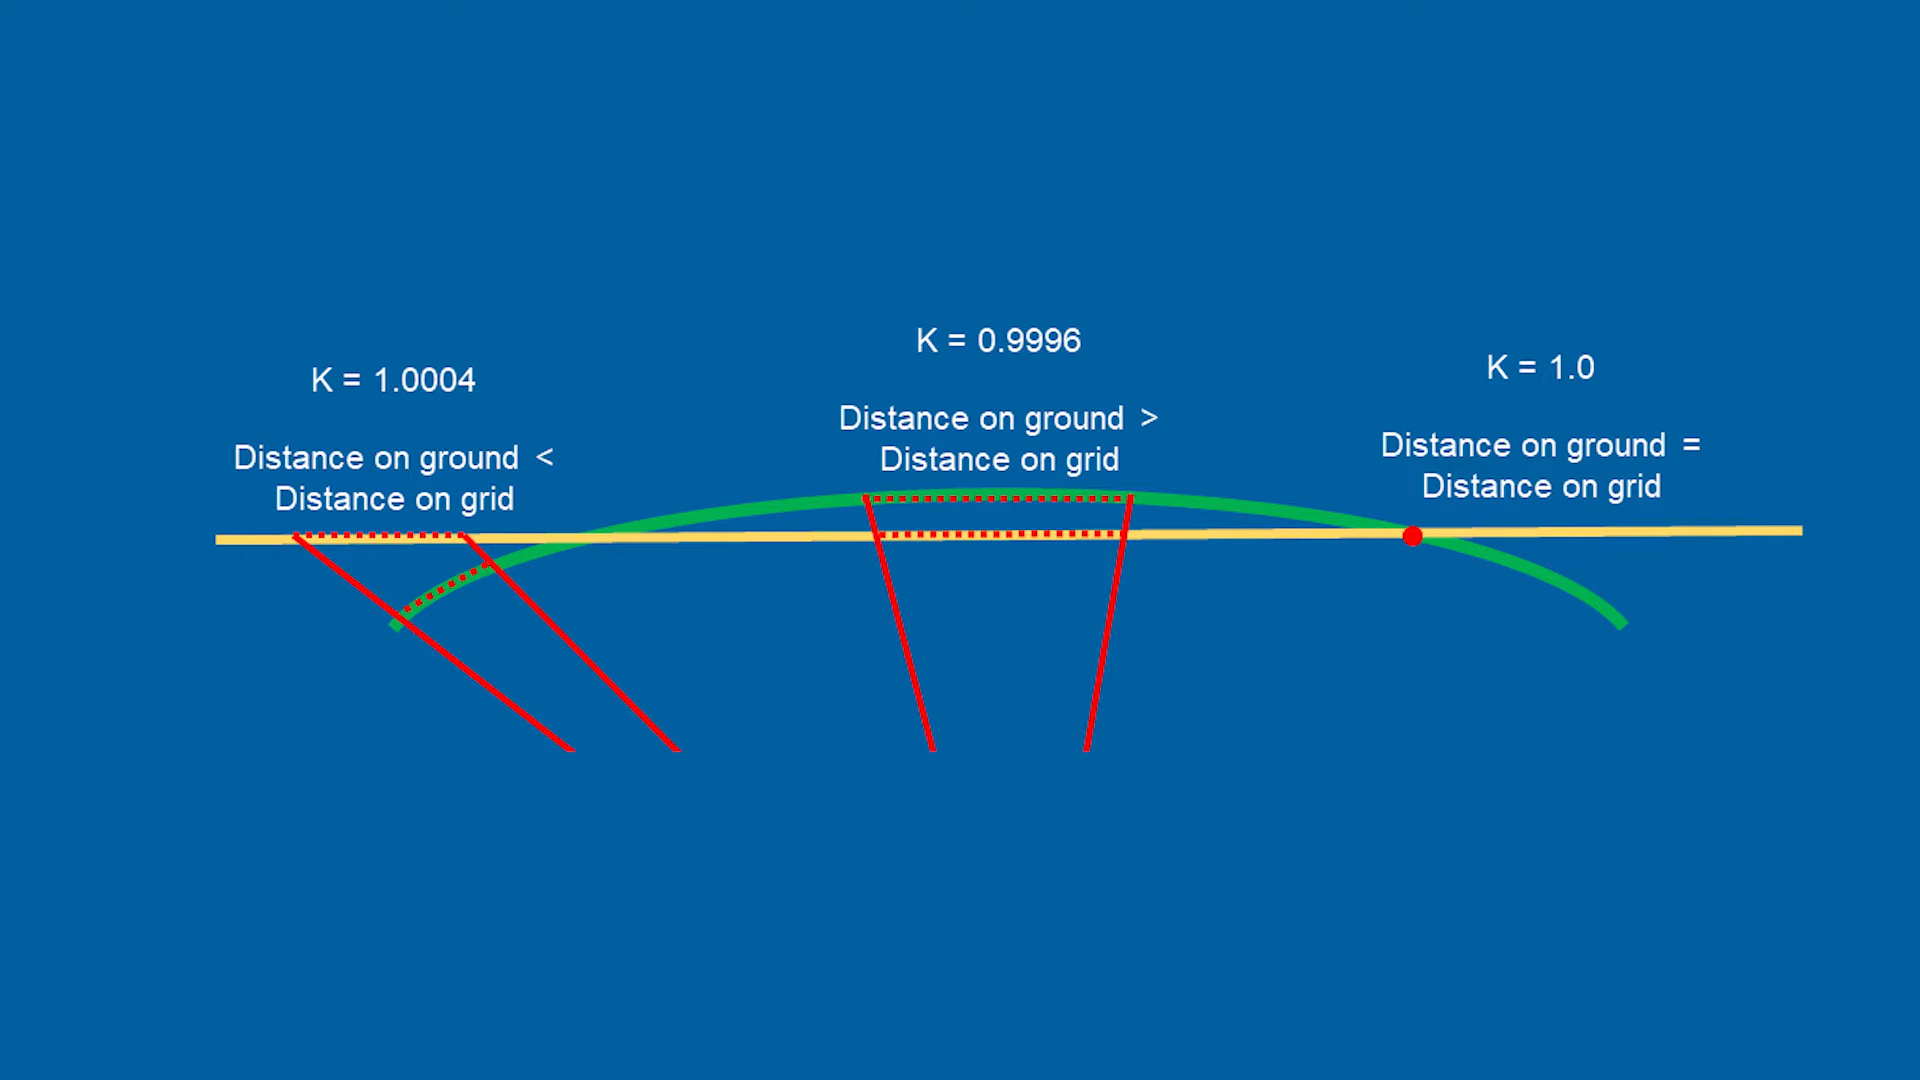 K = 1.0004
Distance on ground <
Distance on grid
K = 0.9996
Distance on ground >
Distance on grid
K = 1.0
Distance on ground =
Distance on grid